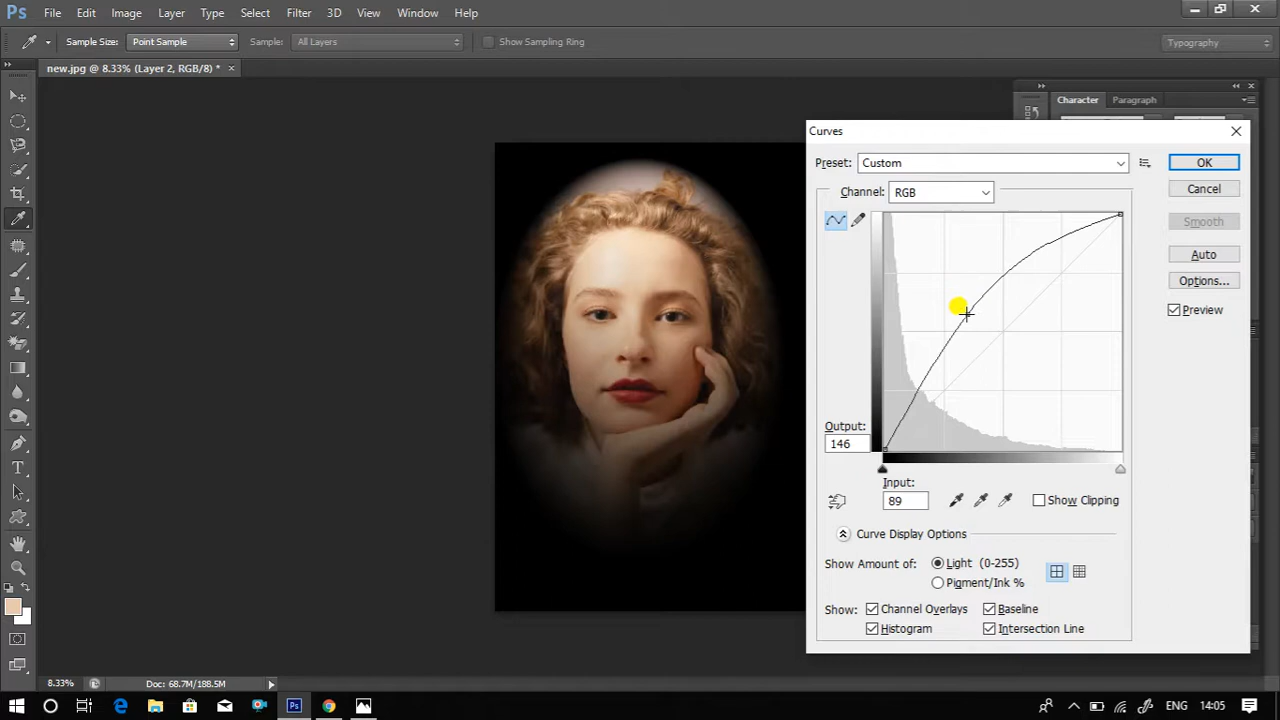 Ps File Edit Image Layer Type Select Filter 3D View Window Help
Sample Size: Point Sample Sample: All Layers Show Sampling Ring Typography
new.jpg @ 8.33% (Layer 2, RGB/8) *
Character Paragraph
Curves
Preset: Custom OK
Channel: RGB Cancel
Smooth
Auto
Options...
Preview
Output:
146
Input:
89 Show Clipping
Curve Display Options
Show Amount of: Light (0-255)
Pigment/Ink %
Show: Channel Overlays Baseline
Histogram Intersection Line
8.33% Doc: 68.7M/188.5M
Ps ENG 14:05